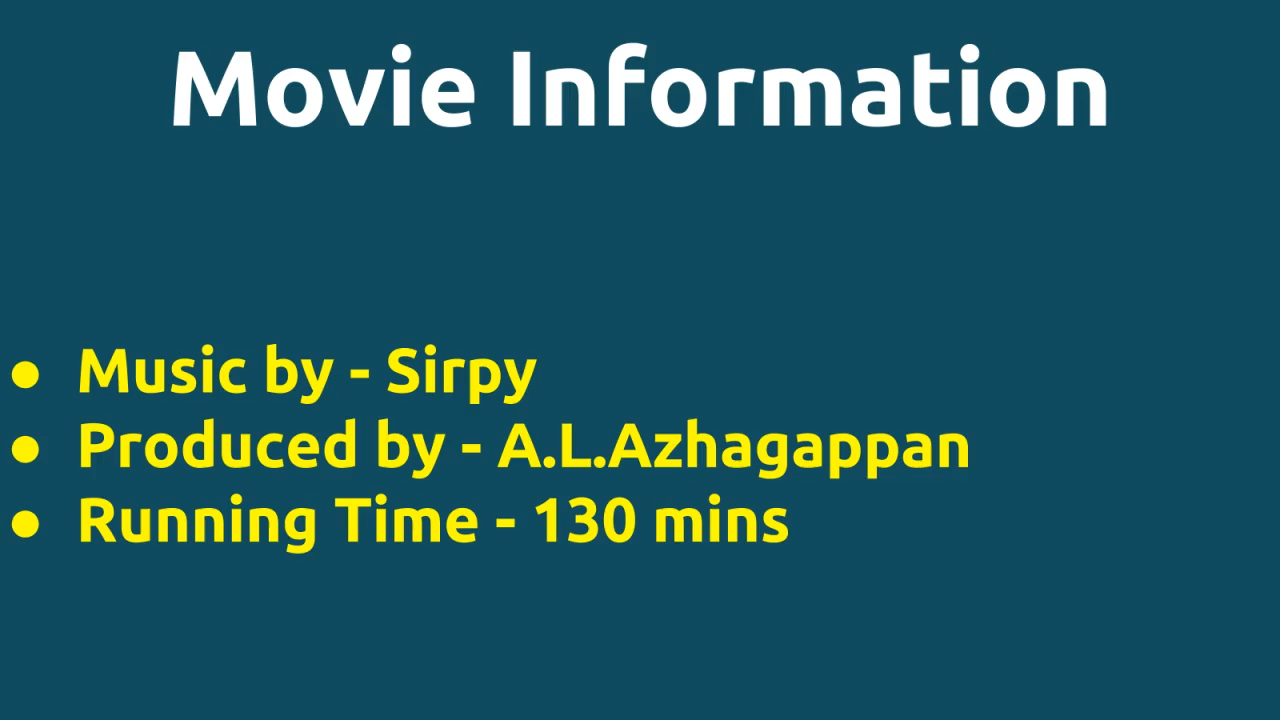 Movie Information
● Music by - Sirpy
● Produced by - A.L.Azhagappan
● Running Time - 130 mins